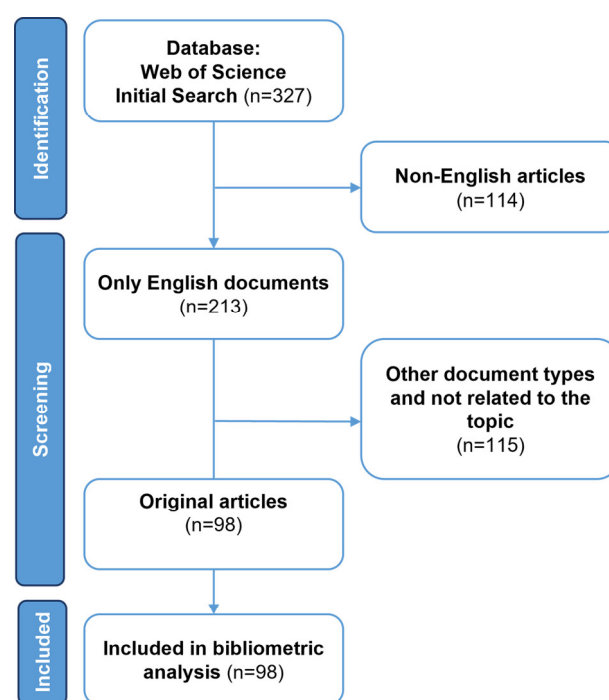 Identification
Database:
Web of Science
Initial Search (n=327)
Non-English articles
(n=114)
Screening
Only English documents
(n=213)
Other document types
and not related to the
topic
(n=115)
Original articles
(n=98)
Included
Included in bibliometric
analysis (n=98)